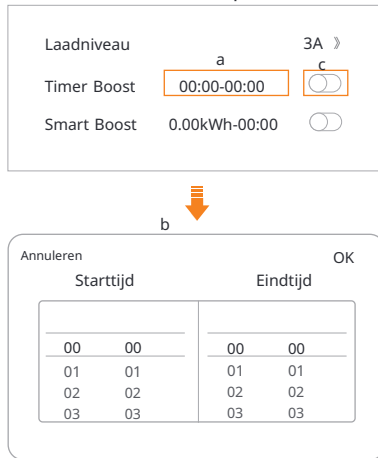 Laadniveau 3A 》
a c
Timer Boost 00:00-00:00
Smart Boost 0.00kWh-00:00
b
Annuleren OK
Starttijd Eindtijd
00 00 00 00
01 01 01 01
02 02 02 02
03 03 03 03